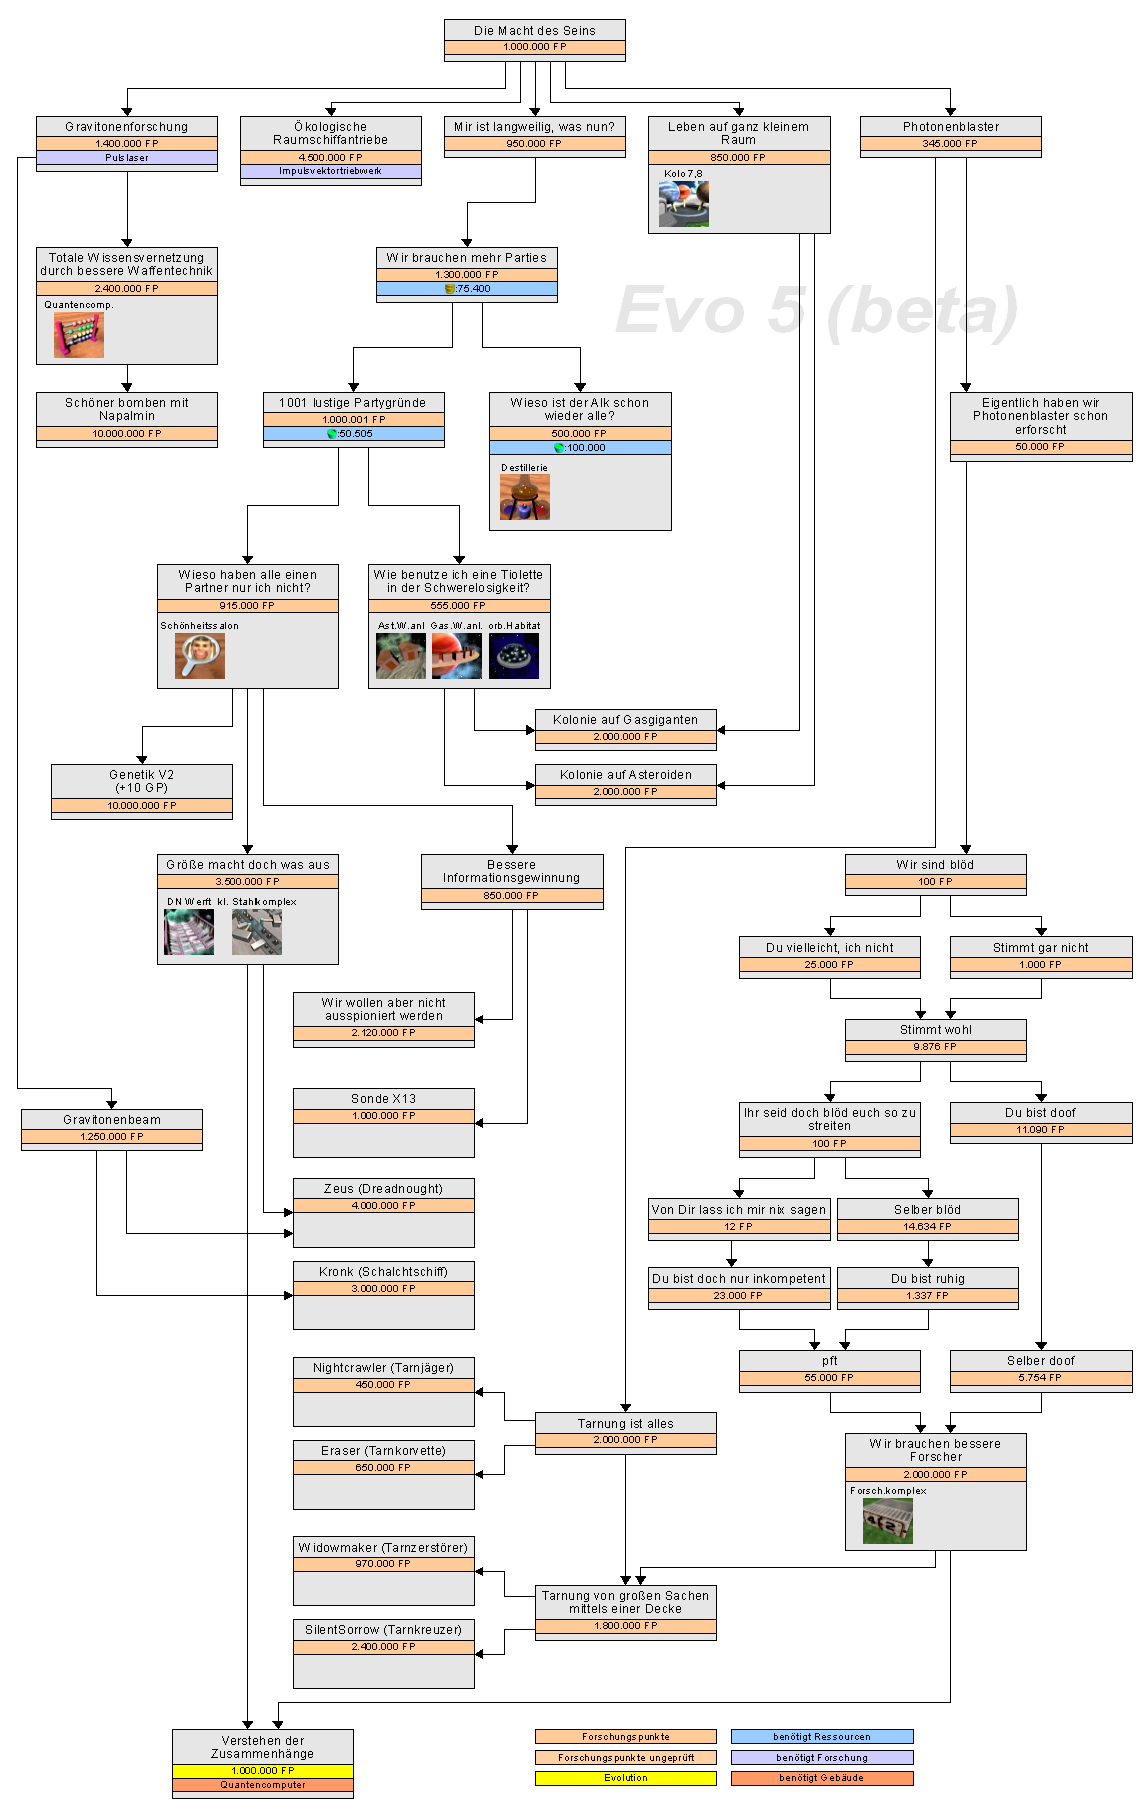 Die Macht des Seins
1.000.000 FP
Gravitonenforschung
1.400.000 FP
Pulslaser
Ökologische
Raumschiffantriebe
4.500.000 FP
Impulsvektortriebwerk
Mir ist langweilig, was nun?
950.000 FP
Leben auf ganz kleinem
Raum
850.000 FP
Kolo 7,8
Photonenblaster
345.000 FP
Totale Wissensvernetzung
durch bessere Waffentechnik
2.400.000 FP
Quantencomp.
Wir brauchen mehr Parties
1.300.000 FP
:75.400
Evo 5 (beta)
Schöner bomben mit
Napalmin
10.000.000 FP
1001 lustige Partygründe
1.000.001 FP
:50.505
Wieso ist der Alk schon
wieder alle?
500.000 FP
:100.000
Destillerie
Eigentlich haben wir
Photonenblaster schon
erforscht
50.000 FP
Wieso haben alle einen
Partner nur ich nicht?
915.000 FP
Schönheitssalon
Wie benutze ich eine Tiolette
in der Schwerelosigkeit?
555.000 FP
Ast.W.anl Gas.W.anl. orb.Habitat
Kolonie auf Gasgiganten
2.000.000 FP
Genetik V2
(+10 GP)
10.000.000 FP
Kolonie auf Asteroiden
2.000.000 FP
Größe macht doch was aus
3.500.000 FP
DN Werft kl. Stahlkomplex
Bessere
Informationsgewinnung
850.000 FP
Wir sind blöd
100 FP
Du vielleicht, ich nicht
25.000 FP
Stimmt gar nicht
1.000 FP
Wir wollen aber nicht
ausspioniert werden
2.120.000 FP
Stimmt wohl
9.876 FP
Sonde X13
1.000.000 FP
Gravitonenbeam
1.250.000 FP
Ihr seid doch blöd euch so zu
streiten
100 FP
Du bist doof
11.090 FP
Zeus (Dreadnought)
4.000.000 FP
Von Dir lass ich mir nix sagen
12 FP
Selber blöd
14.634 FP
Kronk (Schalchtschiff)
3.000.000 FP
Du bist doch nur inkompetent
23.000 FP
Du bist ruhig
1.337 FP
Nightcrawler (Tarnjäger)
450.000 FP
pft
55.000 FP
Selber doof
5.754 FP
Tarnung ist alles
2.000.000 FP
Eraser (Tarnkorvette)
650.000 FP
Wir brauchen bessere
Forscher
2.000.000 FP
Forsch.komplex
Widowmaker (Tarnzerstörer)
970.000 FP
Tarnung von großen Sachen
mittels einer Decke
1.800.000 FP
SilentSorrow (Tarnkreuzer)
2.400.000 FP
Verstehen der
Zusammenhänge
1.000.000 FP
Quantencomputer
Forschungspunkte
benötigt Ressourcen
Forschungspunkte ungeprüft
benötigt Forschung
Evolution
benötigt Gebäude